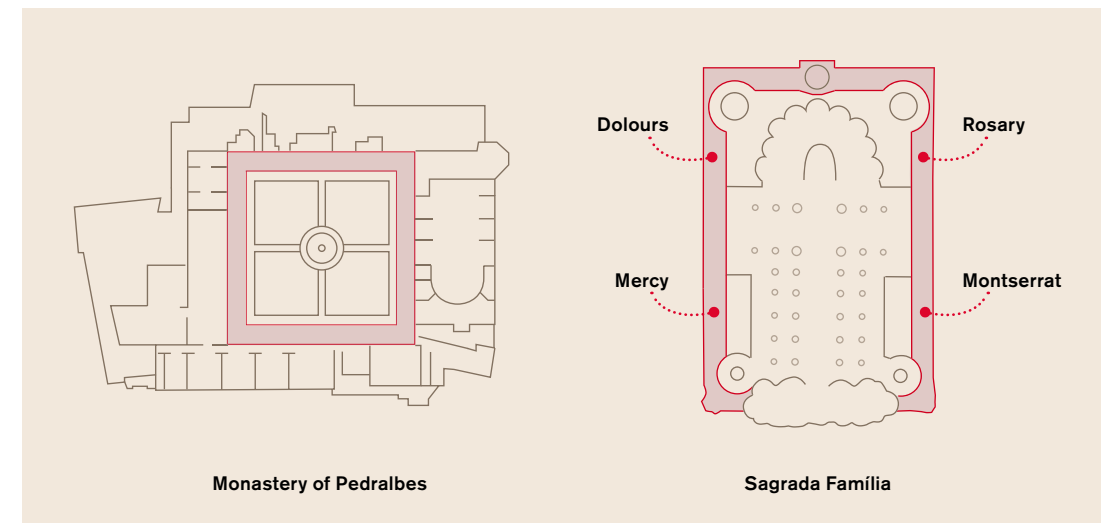 Dolours
Rosary
Mercy
Montserrat
Monastery of Pedralbes
Sagrada Família